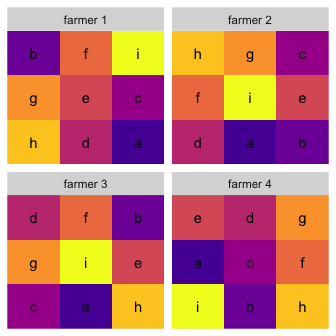 farmer 1
b f i
g e c
h d a
farmer 2
h g c
f i e
d a b
farmer 3
d f b
g i e
c a h
farmer 4
e d g
a c f
i b h